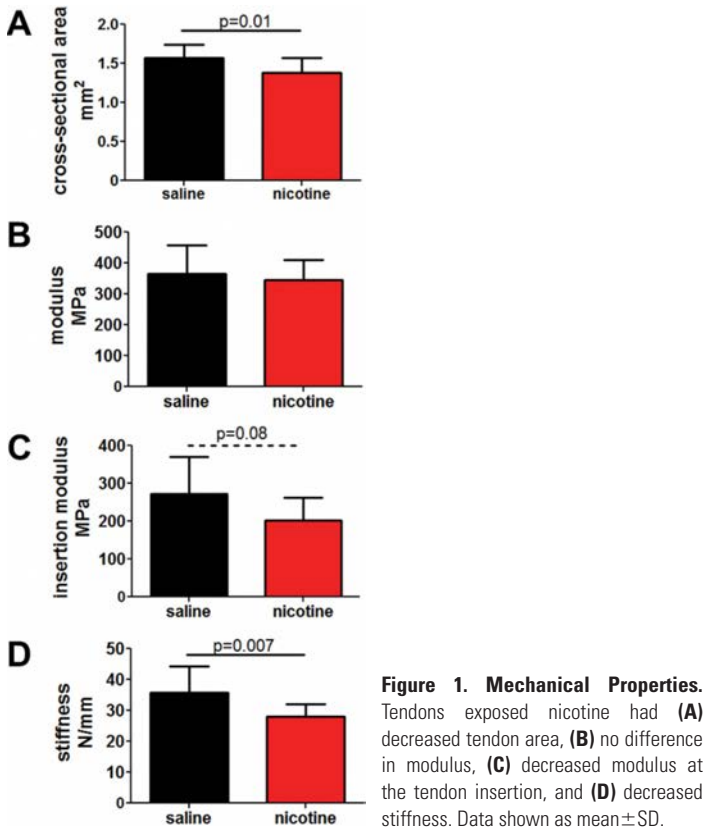 A
cross-sectional area
mm²
2.0
1.5
1.0
0.5
0
p=0.01
saline
nicotine
B
modulus
MPa
500
400
300
200
100
0
saline
nicotine
C
insertion modulus
MPa
400
300
200
100
0
p=0.08
saline
nicotine
D
stiffness
N/mm
50
40
30
20
10
0
p=0.007
saline
nicotine
Figure 1. Mechanical Properties.
Tendons exposed nicotine had (A)
decreased tendon area, (B) no difference
in modulus, (C) decreased modulus at
the tendon insertion, and (D) decreased
stiffness. Data shown as mean±SD.